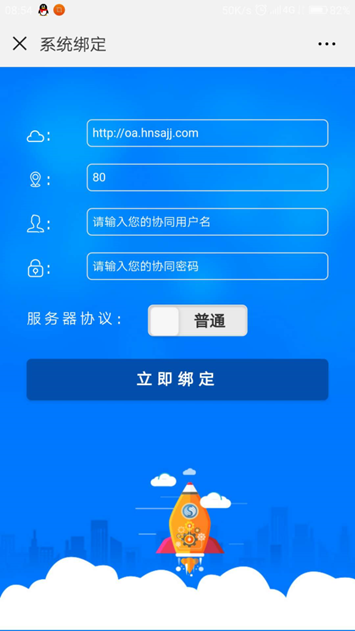 系统绑定
http://oa.hnsajj.com
80
请输入您的协同用户名
请输入您的协同密码
服务器协议：
普通
立即绑定